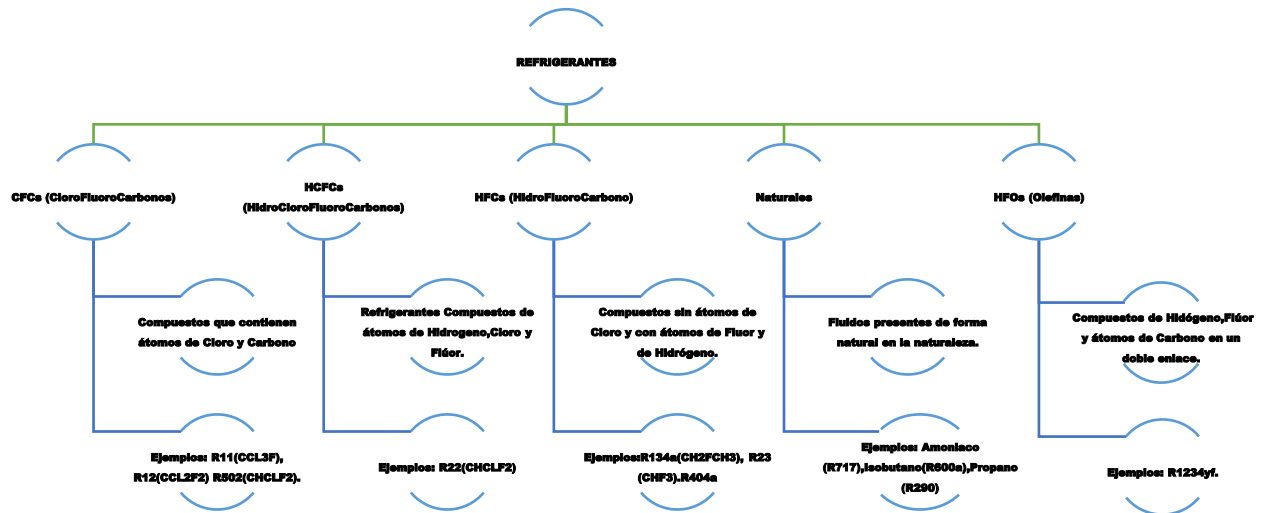 REFRIGERANTES
CFCs (CloroFluoroCarbonos)
HCFCs
(HidroCloroFluoroCarbonos)
HFCs (HidroFluoroCarbono)
Naturales
HFOs (Olefinas)
Compuestos que contienen
átomos de Cloro y Carbono
Refrigerantes Compuestos de
átomos de Hidrogeno,Cloro y
Flúor.
Compuestos sin átomos de
Cloro y con átomos de Fluor y
de Hidrógeno.
Fluidos presentes de forma
natural en la naturaleza.
Compuestos de Hidógeno,Flúor
y átomos de Carbono en un
doble enlace.
Ejemplos: R11(CCL3F),
R12(CCL2F2) R502(CHCLF2).
Ejemplos: R22(CHCLF2)
Ejemplos:R134a(CH2FCH3), R23
(CHF3).R404a
Ejemplos: Amoniaco
(R717),Isobutano(R600a),Propano
(R290)
Ejemplos: R1234yf.